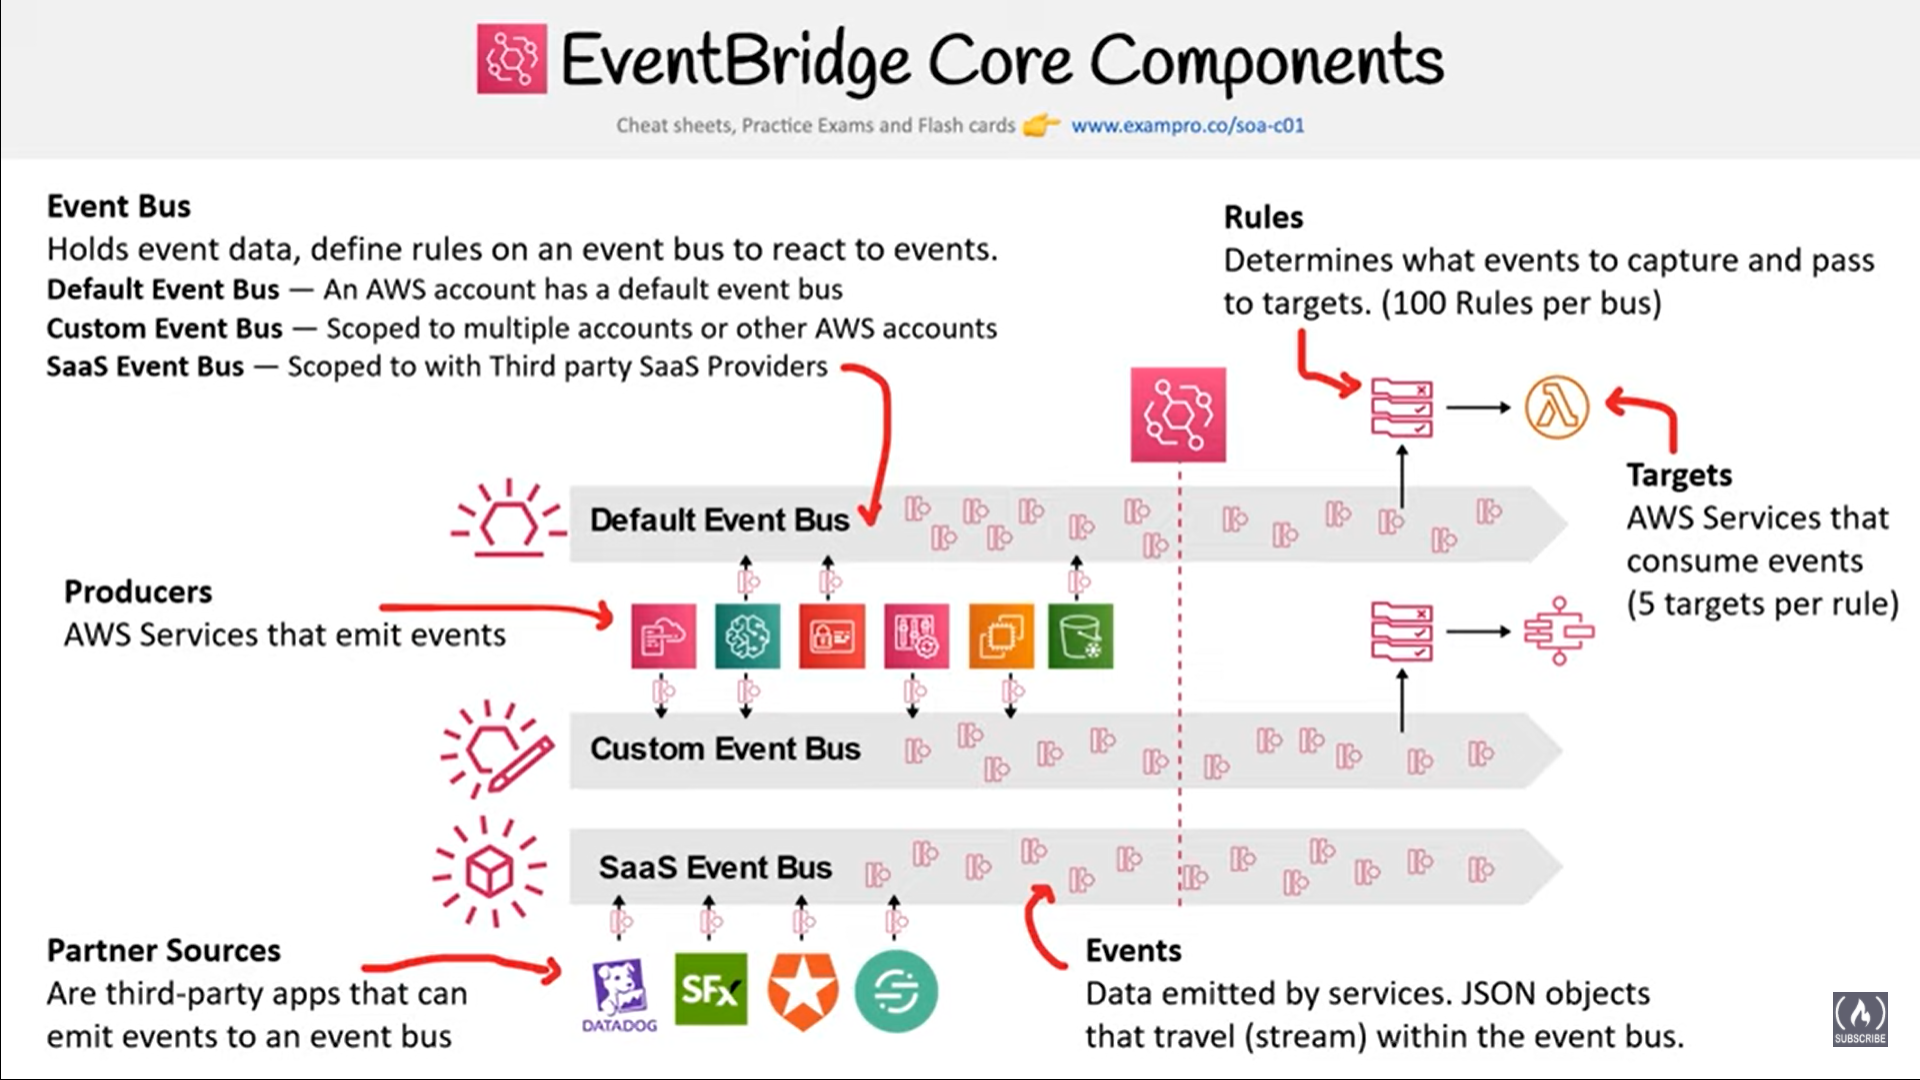 EventBridge Core Components
Cheat sheets, Practice Exams and Flash cards 👉 www.exampro.co/soa-c01
Event Bus
Holds event data, define rules on an event bus to react to events.
Default Event Bus — An AWS account has a default event bus
Custom Event Bus — Scoped to multiple accounts or other AWS accounts
SaaS Event Bus — Scoped to with Third party SaaS Providers
Rules
Determines what events to capture and pass
to targets. (100 Rules per bus)
Targets
AWS Services that
consume events
(5 targets per rule)
Default Event Bus
Producers
AWS Services that emit events
Custom Event Bus
SaaS Event Bus
Partner Sources
Are third-party apps that can
emit events to an event bus
DATADOG
SFx
Events
Data emitted by services. JSON objects
that travel (stream) within the event bus.
SUBSCRIBE